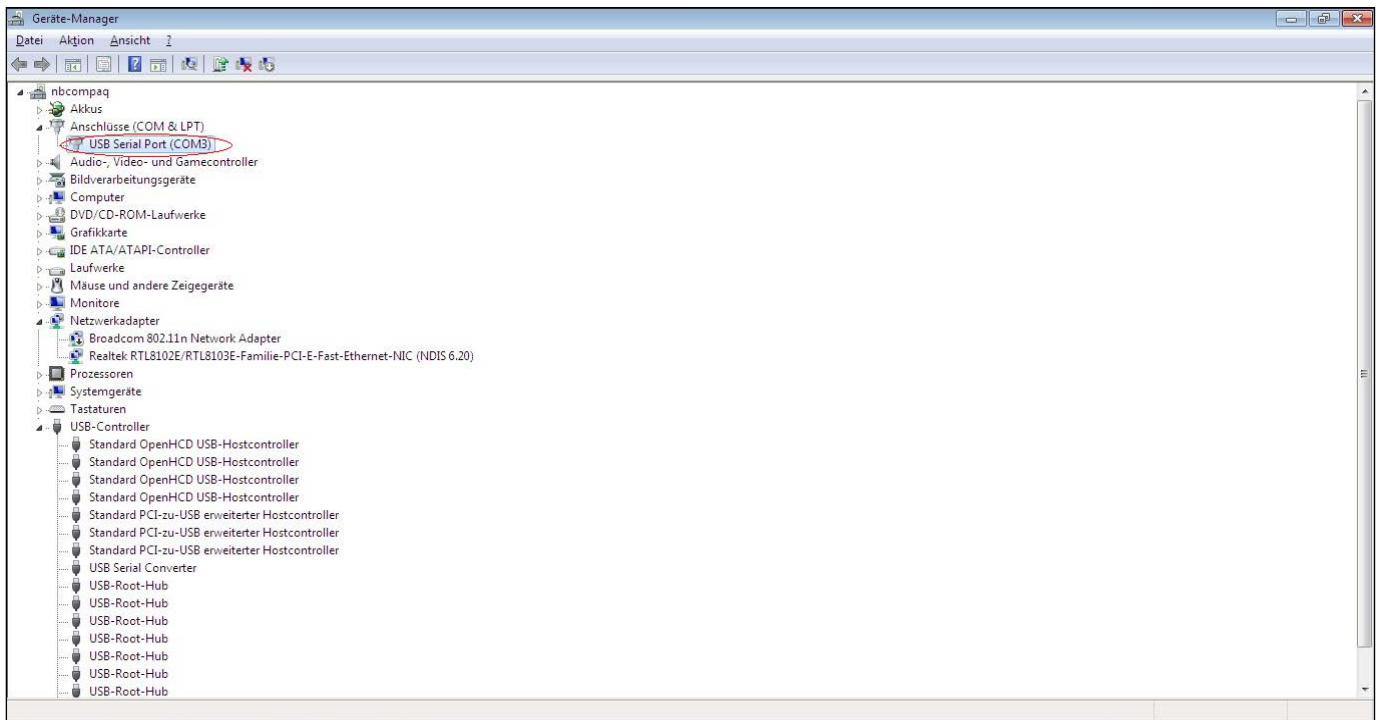 Geräte-Manager
Datei Aktion Ansicht ?
nbcompaq
Akkus
Anschlüsse (COM & LPT)
USB Serial Port (COM3)
Audio-, Video- und Gamecontroller
Bildverarbeitungsgeräte
Computer
DVD/CD-ROM-Laufwerke
Grafikkarte
IDE ATA/ATAPI-Controller
Laufwerke
Mäuse und andere Zeigegeräte
Monitore
Netzwerkadapter
Broadcom 802.11n Network Adapter
Realtek RTL8102E/RTL8103E-Familie-PCI-E-Fast-Ethernet-NIC (NDIS 6.20)
Prozessoren
Systemgeräte
Tastaturen
USB-Controller
Standard OpenHCD USB-Hostcontroller
Standard OpenHCD USB-Hostcontroller
Standard OpenHCD USB-Hostcontroller
Standard OpenHCD USB-Hostcontroller
Standard PCI-zu-USB erweiterter Hostcontroller
Standard PCI-zu-USB erweiterter Hostcontroller
Standard PCI-zu-USB erweiterter Hostcontroller
USB Serial Converter
USB-Root-Hub
USB-Root-Hub
USB-Root-Hub
USB-Root-Hub
USB-Root-Hub
USB-Root-Hub
USB-Root-Hub